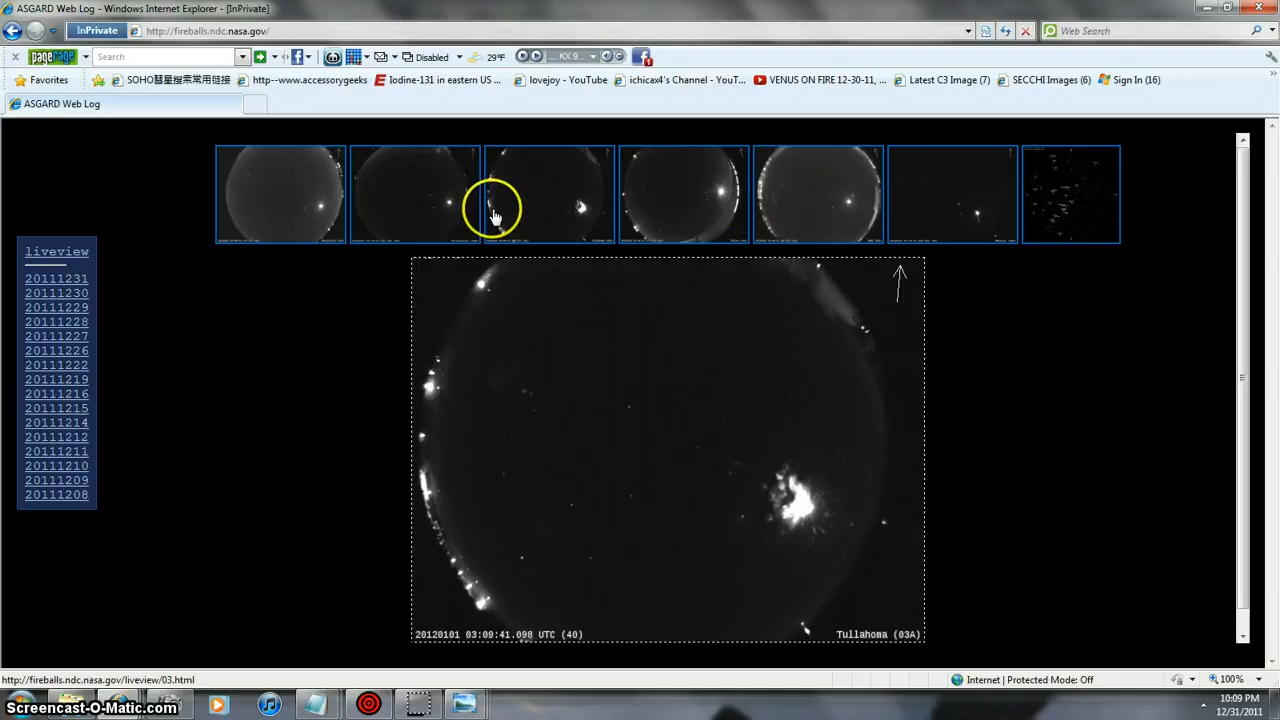 ASGARD Web Log - Windows Internet Explorer - [InPrivate]
InPrivate http://fireballs.ndc.nasa.gov/ Web Search
pagerage Search Disabled 29°F KX 9... 1
Favorites SOHO彗星搜索常用链接 http--www.accessorygeeks Iodine-131 in eastern US ... lovejoy - YouTube ichicax4's Channel - YouT... VENUS ON FIRE 12-30-11, ... Latest C3 Image (7) SECCHI Images (6) Sign In (16)
ASGARD Web Log
liveview
20111231
20111230
20111229
20111228
20111227
20111226
20111222
20111219
20111216
20111215
20111214
20111212
20111211
20111210
20111209
20111208
20120101 03:09:41.098 UTC (40) Tullahoma (03A)
http://fireballs.ndc.nasa.gov/liveview/03.html Internet | Protected Mode: Off 100%
Screencast-O-Matic.com
10:09 PM
12/31/2011